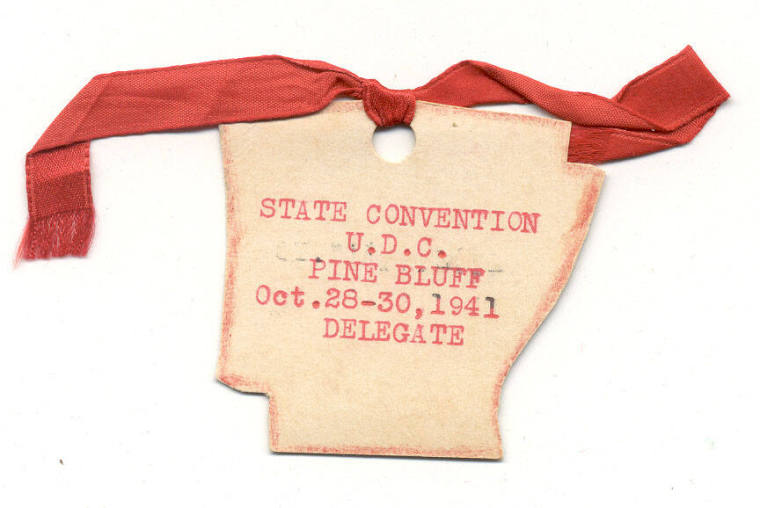 STATE CONVENTION
U.D.C.
PINE BLUFF
Oct.28-30,1941
DELEGATE